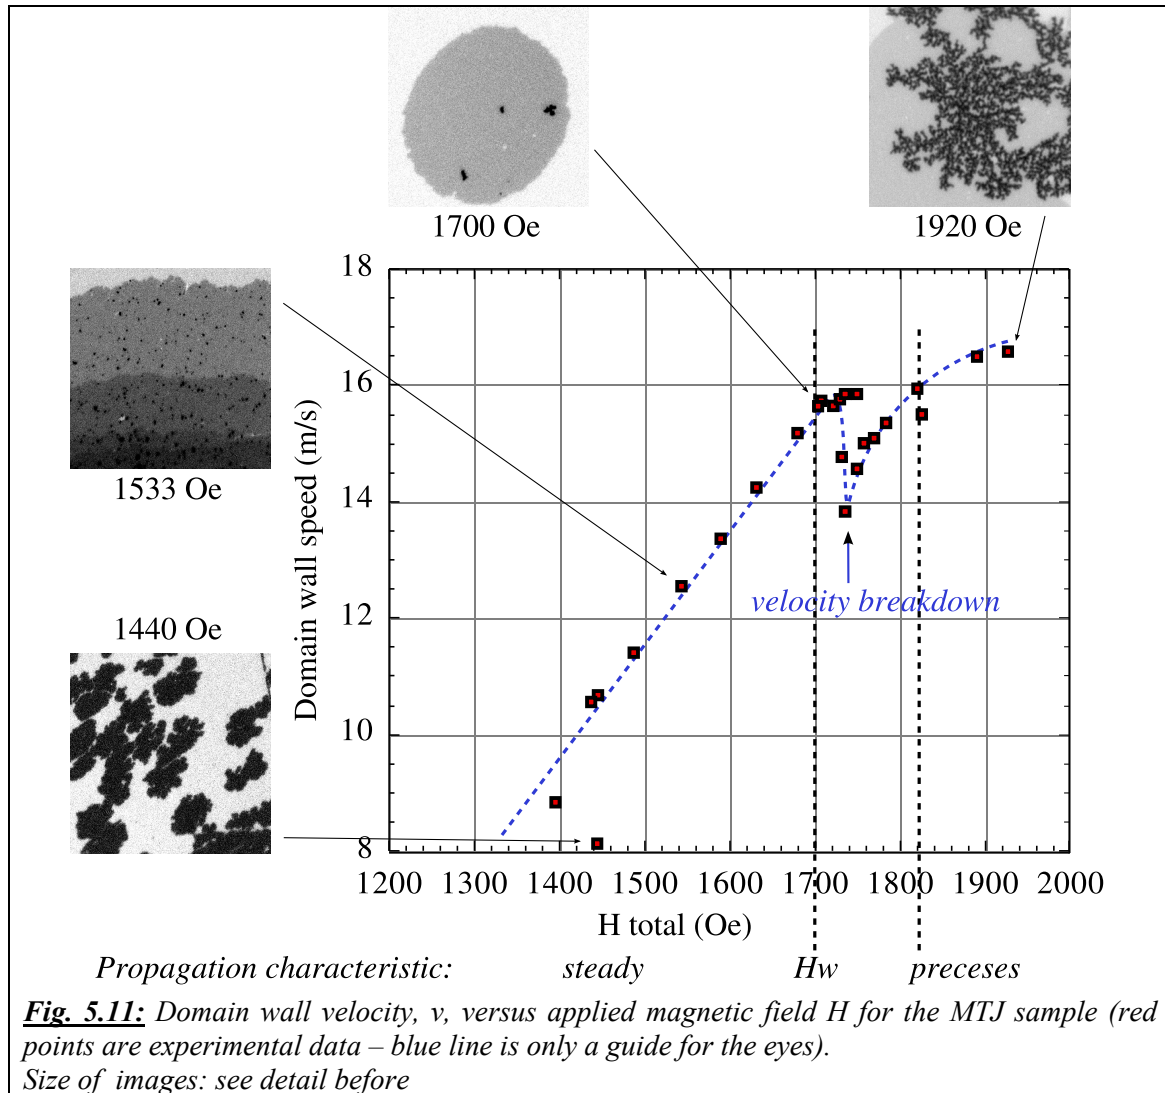 1700 Oe
1920 Oe
1533 Oe
1440 Oe
Domain wall speed (m/s)
18
16
14
12
10
8
velocity breakdown
1200 1300 1400 1500 1600 1700 1800 1900 2000
H total (Oe)
Propagation characteristic: steady Hw preceses
Fig. 5.11: Domain wall velocity, v, versus applied magnetic field H for the MTJ sample (red
points are experimental data – blue line is only a guide for the eyes).
Size of images: see detail before